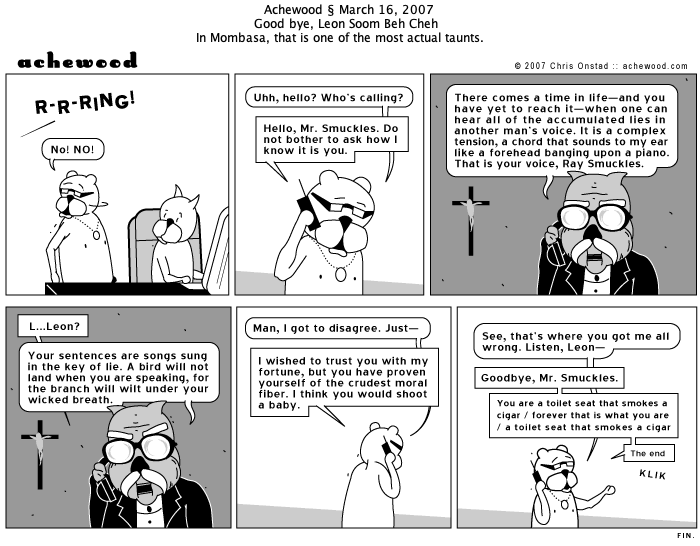 Achewood § March 16, 2007
Good bye, Leon Soom Beh Cheh
In Mombasa, that is one of the most actual taunts.
achewood
© 2007 Chris Onstad :: achewood.com
R-R-RING!
No! NO!
Uhh, hello? Who's calling?
Hello, Mr. Smuckles. Do
not bother to ask how I
know it is you.
There comes a time in life—and you
have yet to reach it—when one can
hear all of the accumulated lies in
another man's voice. It is a complex
tension, a chord that sounds to my ear
like a forehead banging upon a piano.
That is your voice, Ray Smuckles.
L...Leon?
Your sentences are songs sung
in the key of lie. A bird will not
land when you are speaking, for
the branch will wilt under your
wicked breath.
Man, I got to disagree. Just—
I wished to trust you with my
fortune, but you have proven
yourself of the crudest moral
fiber. I think you would shoot
a baby.
See, that's where you got me all
wrong. Listen, Leon—
Goodbye, Mr. Smuckles.
You are a toilet seat that smokes a
cigar / forever that is what you are
/ a toilet seat that smokes a cigar
The end
KLIK
FIN.